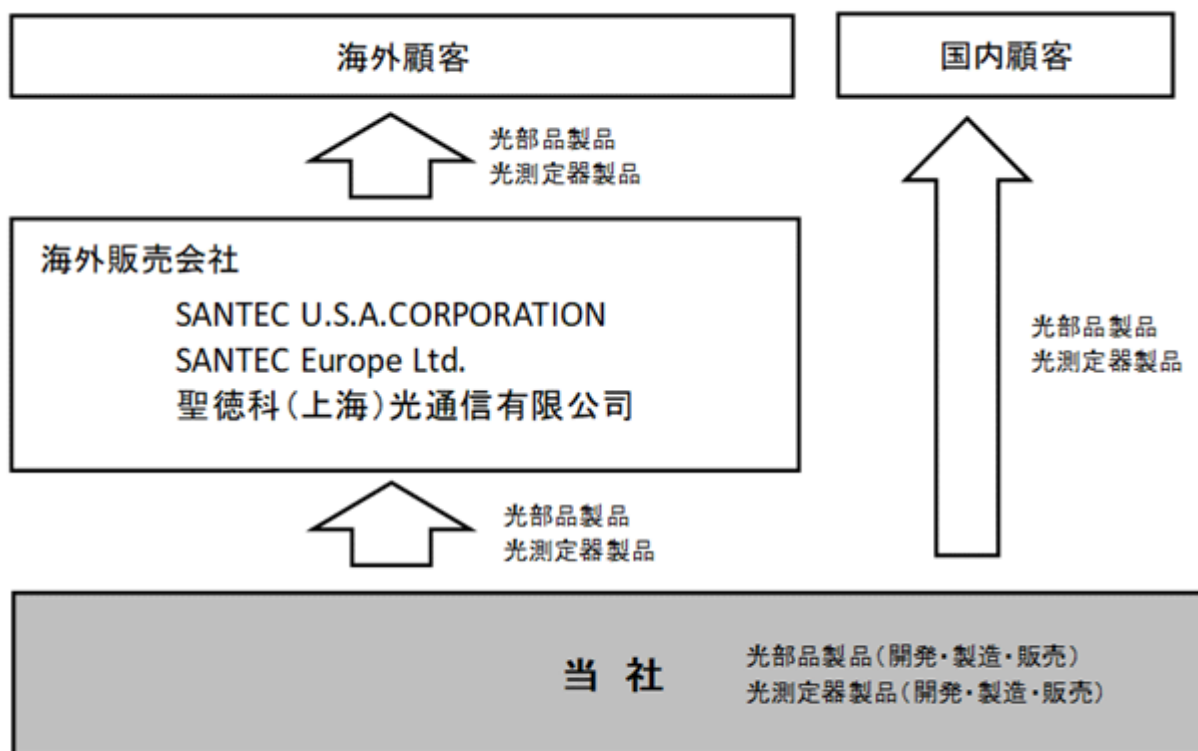 海外顧客
国内顧客
光部品製品
光測定器製品
海外販売会社
SANTEC U.S.A.CORPORATION
SANTEC Europe Ltd.
聖徳科(上海)光通信有限公司
光部品製品
光測定器製品
光部品製品
光測定器製品
当 社
光部品製品(開発・製造・販売)
光測定器製品(開発・製造・販売)